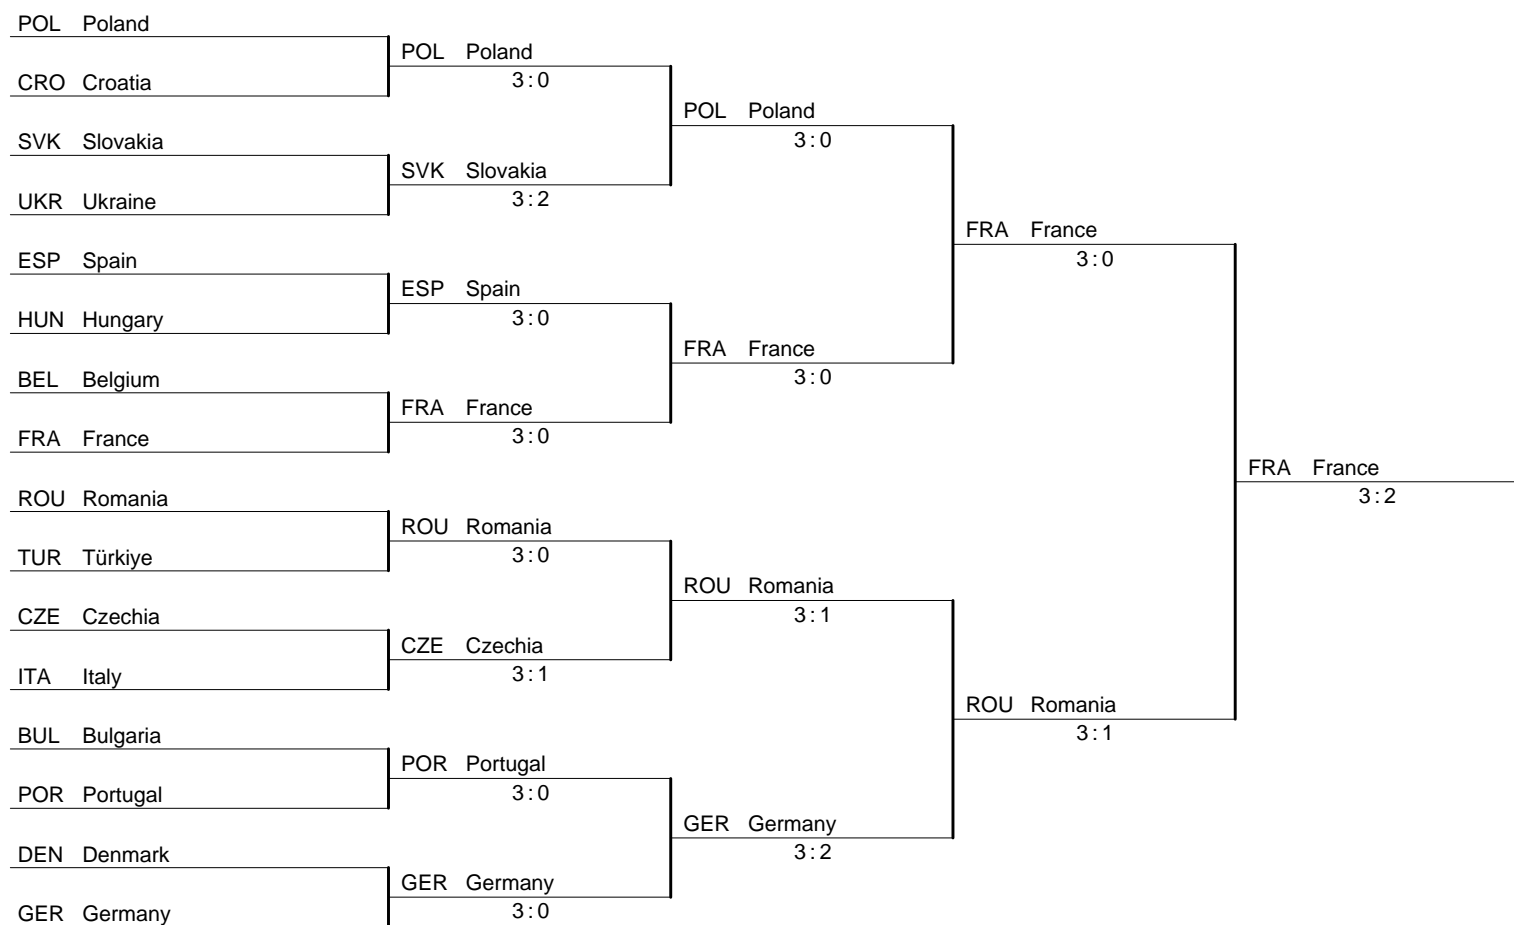 POL Poland
CRO Croatia
SVK Slovakia
UKR Ukraine
ESP Spain
HUN Hungary
BEL Belgium
FRA France
ROU Romania
TUR Türkiye
CZE Czechia
ITA Italy
BUL Bulgaria
POR Portugal
DEN Denmark
GER Germany
POL Poland
3:0
SVK Slovakia
3:2
ESP Spain
3:0
FRA France
3:0
ROU Romania
3:0
CZE Czechia
3:1
POR Portugal
3:0
GER Germany
3:0
POL Poland
3:0
FRA France
3:0
ROU Romania
3:1
GER Germany
3:2
FRA France
3:0
ROU Romania
3:1
FRA France
3:2